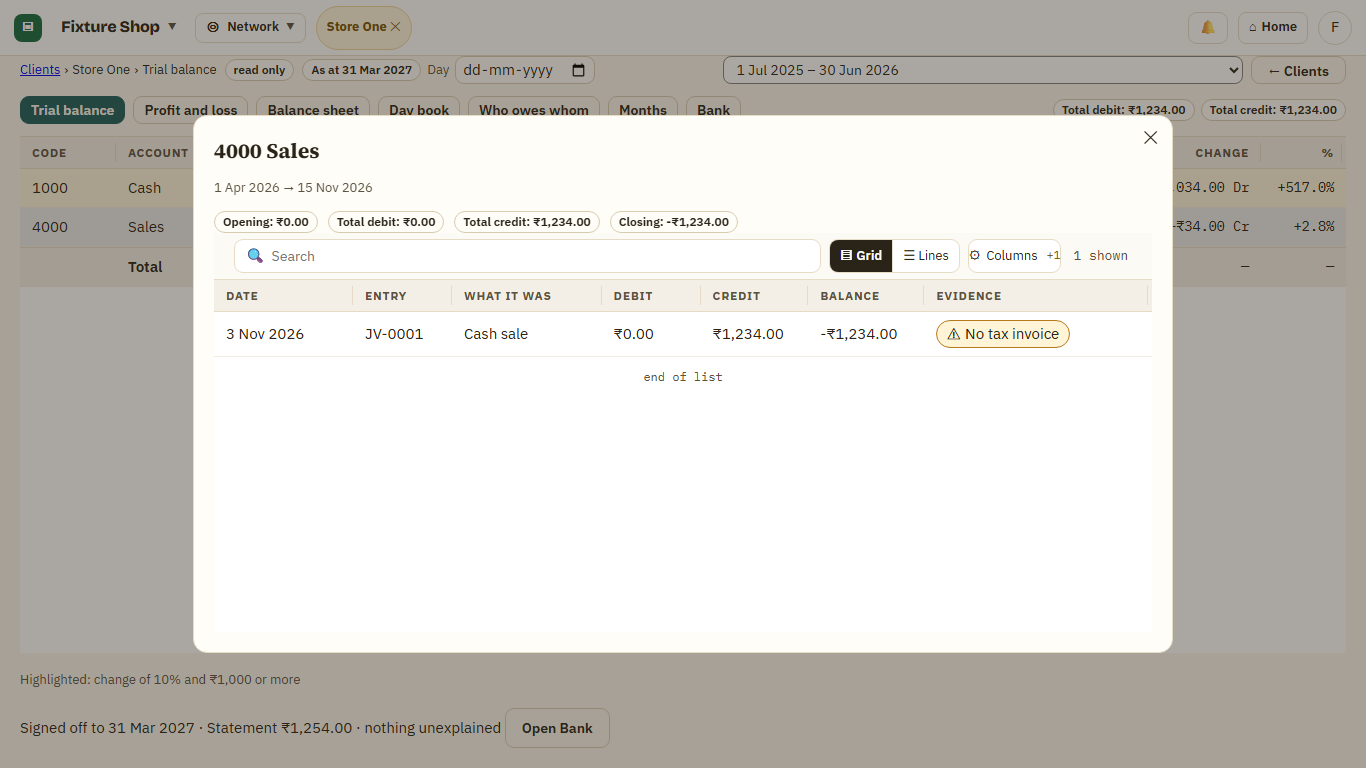 Fixture Shop ▼ Network ▼ Store One × Home F
Clients › Store One › Trial balance read only As at 31 Mar 2027 Day dd-mm-yyyy 1 Jul 2025 – 30 Jun 2026 ← Clients
Trial balance Profit and loss Balance sheet Day book Who owes whom Months Bank Total debit: ₹1,234.00 Total credit: ₹1,234.00
CODE ACCOUNT CHANGE %
1000 Cash ,034.00 Dr +517.0%
4000 Sales -₹34.00 Cr +2.8%
Total — —
4000 Sales
1 Apr 2026 → 15 Nov 2026
Opening: ₹0.00 Total debit: ₹0.00 Total credit: ₹1,234.00 Closing: -₹1,234.00
Search Grid Lines Columns +1 1 shown
DATE ENTRY WHAT IT WAS DEBIT CREDIT BALANCE EVIDENCE
3 Nov 2026 JV-0001 Cash sale ₹0.00 ₹1,234.00 -₹1,234.00 ⚠ No tax invoice
end of list
Highlighted: change of 10% and ₹1,000 or more
Signed off to 31 Mar 2027 · Statement ₹1,254.00 · nothing unexplained Open Bank